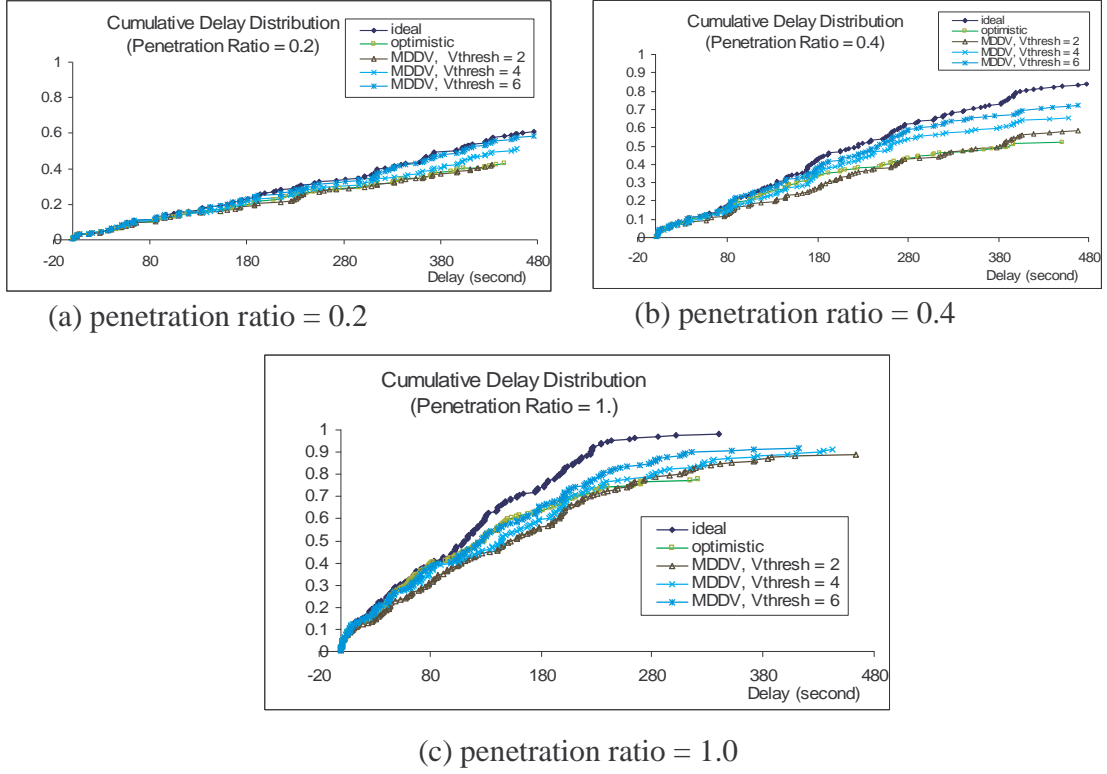 Cumulative Delay Distribution
(Penetration Ratio = 0.2)
ideal
optimistic
MDDV, Vthresh = 2
MDDV, Vthresh = 4
MDDV, Vthresh = 6
1
0.8
0.6
0.4
0.2
0
-20 80 180 280 380 480
Delay (second)
(a) penetration ratio = 0.2
Cumulative Delay Distribution
(Penetration Ratio = 0.4)
ideal
optimistic
MDDV, Vthresh = 2
MDDV, Vthresh = 4
MDDV, Vthresh = 6
1
0.9
0.8
0.7
0.6
0.5
0.4
0.3
0.2
0.1
0
-20 80 180 280 380 480
Delay (second)
(b) penetration ratio = 0.4
Cumulative Delay Distribution
(Penetration Ratio = 1.)
1
0.9
0.8
0.7
0.6
0.5
0.4
0.3
0.2
0.1
0
ideal
optimistic
MDDV, Vthresh = 2
MDDV, Vthresh = 4
MDDV, Vthresh = 6
-20 80 180 280 380 480
Delay (second)
(c) penetration ratio = 1.0